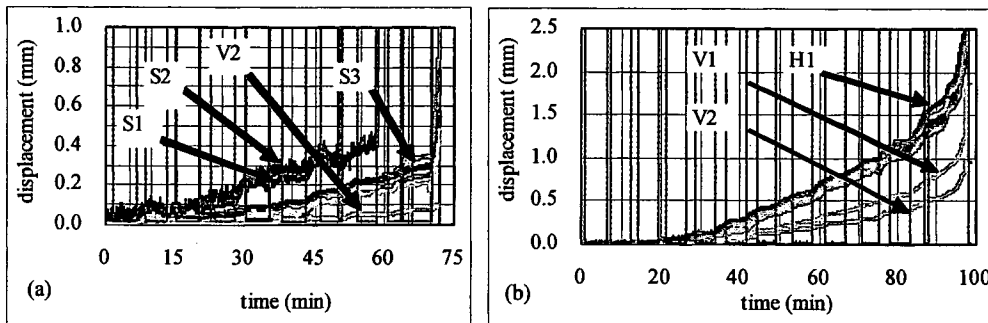 displacement (mm)
1.0
0.8
0.6
0.4
0.2
0.0
V2
S2
S3
S1
0 15 30 45 60 75
(a)
time (min)
displacement (mm)
2.5
2.0
1.5
1.0
0.5
0.0
V1
H1
V2
0 20 40 60 80 100
(b)
time (min)